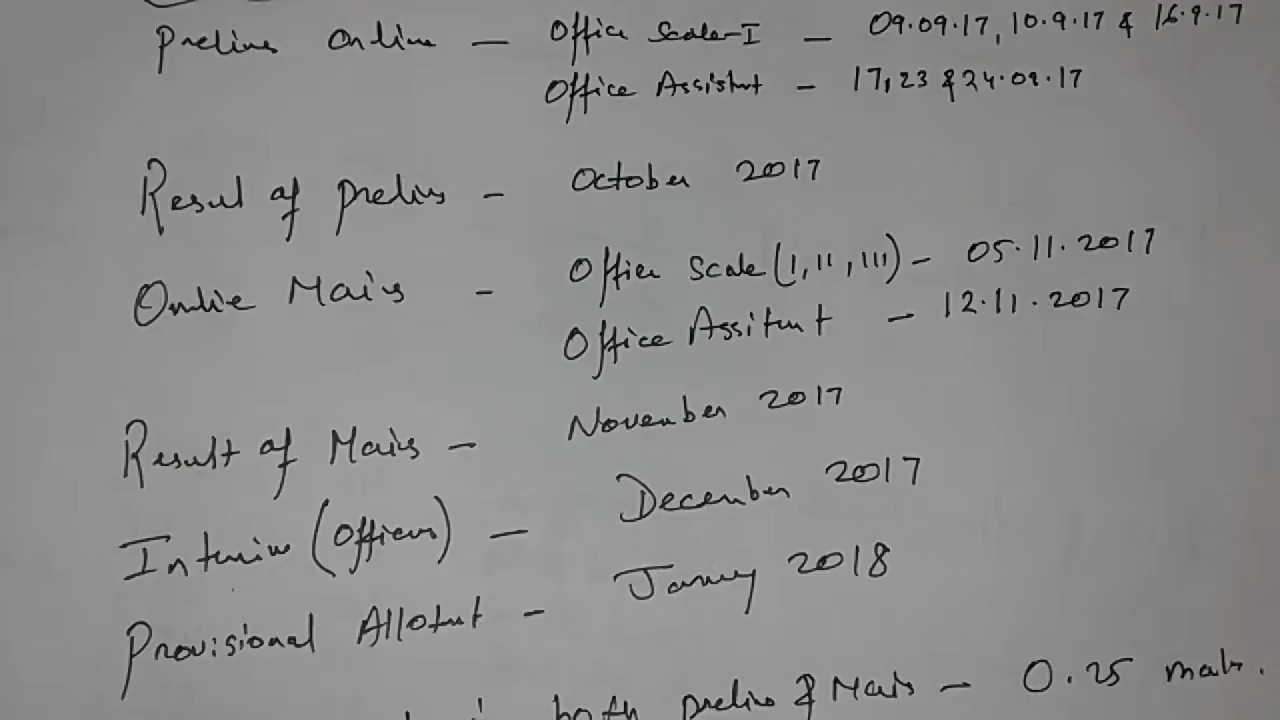 Prelims Online — Office Scale-I — 09.09.17, 10.9.17 & 16.9.17
Office Assistant - 17, 23 & 24.09.17
Result of prelims - October 2017
Online Mains - Office Scale (I, II, III) - 05.11.2017
Office Assitant - 12.11.2017
Result of Mains - November 2017
Interview (Officers) - December 2017
Provisional Allotment - January 2018
in both prelims & Mains - 0.25 marks.